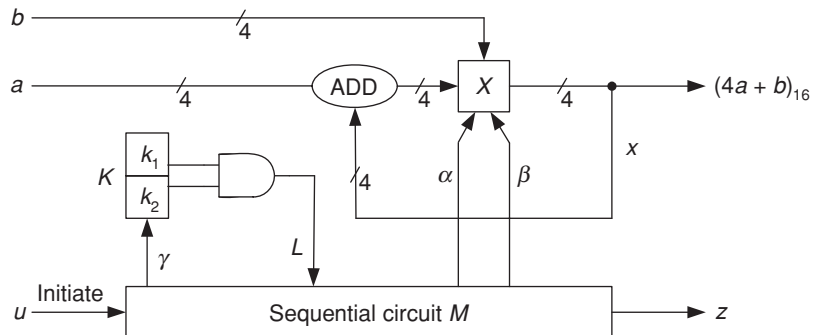 b
4
a
4
ADD
4
X
4
(4a + b)₁₆
K
k₁
k₂
4
α
β
x
γ
L
u
Initiate
Sequential circuit M
z